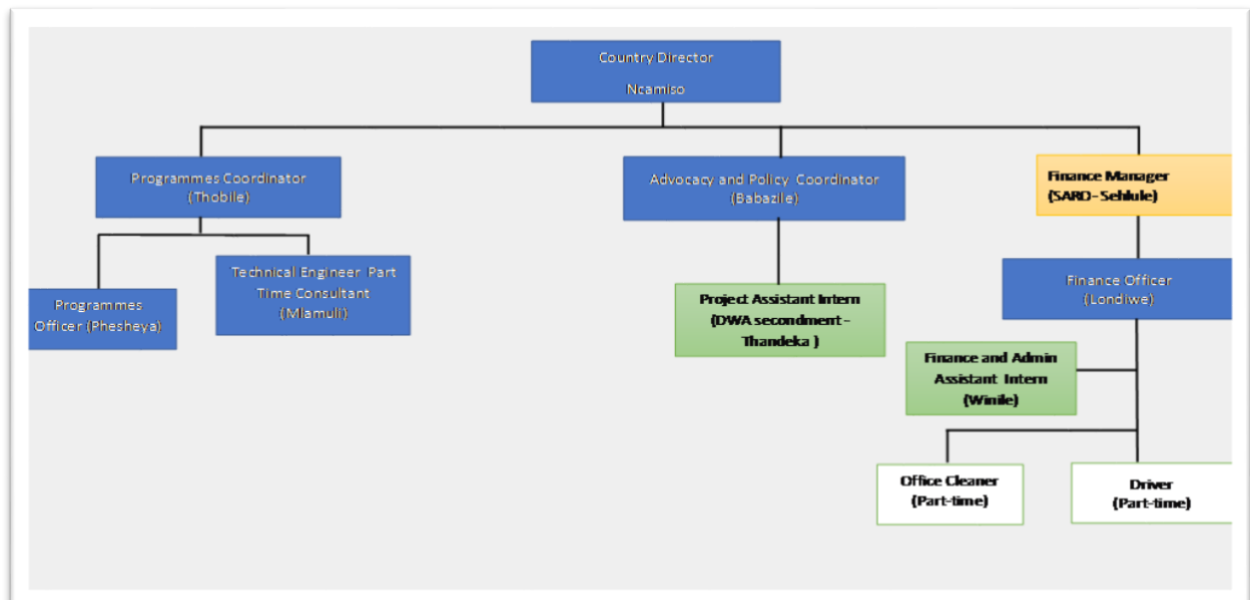 Country Director
Ncamiso
Programmes Coordinator
(Thobile)
Advocacy and Policy Coordinator
(Babazile)
Finance Manager
(SARO- Sehlule)
Programmes
Officer (Phesheya)
Technical Engineer Part
Time Consultant
(Mlamuli)
Project Assistant Intern
(DWA secondment -
Thandeka )
Finance Officer
(Londiwe)
Finance and Admin
Assistant Intern
(Winile)
Office Cleaner
(Part-time)
Driver
(Part-time)